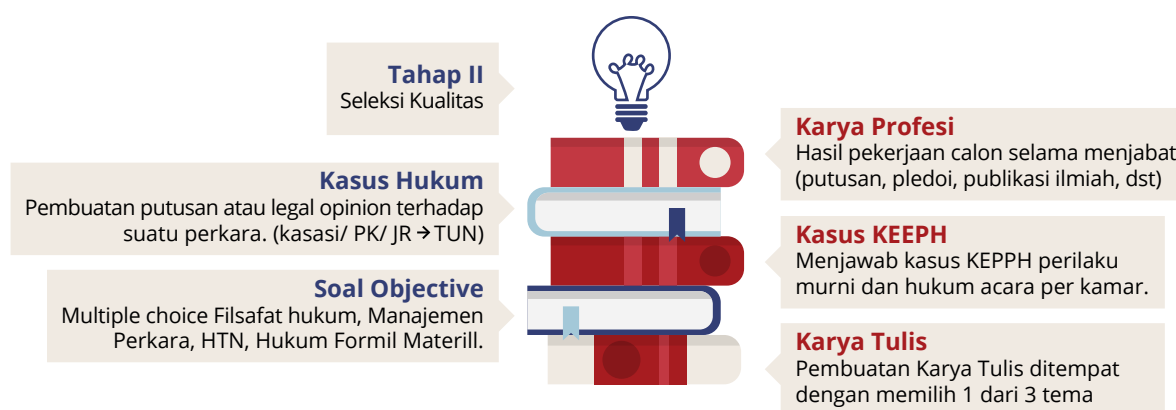 Tahap II
Seleksi Kualitas
Karya Profesi
Hasil pekerjaan calon selama menjabat
(putusan, pledoi, publikasi ilmiah, dst)
Kasus Hukum
Pembuatan putusan atau legal opinion terhadap
suatu perkara. (kasasi/ PK/ JR → TUN)
Kasus KEEPH
Menjawab kasus KEPPH perilaku
murni dan hukum acara per kamar.
Soal Objective
Multiple choice Filsafat hukum, Manajemen
Perkara, HTN, Hukum Formil Materill.
Karya Tulis
Pembuatan Karya Tulis ditempat
dengan memilih 1 dari 3 tema